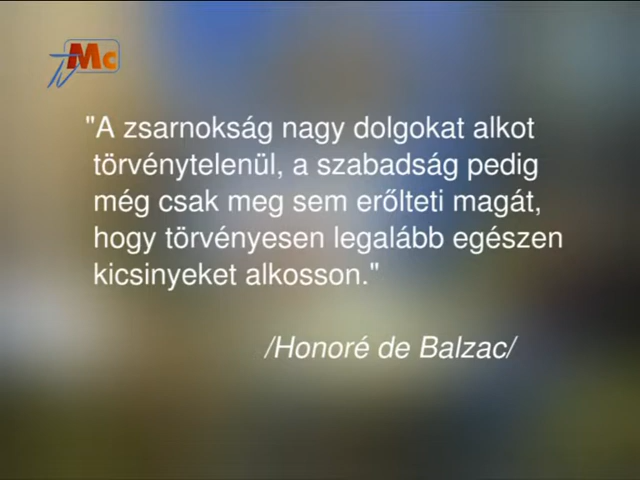 TV Mc
"A zsarnokság nagy dolgokat alkot
törvénytelenül, a szabadság pedig
még csak meg sem erőlteti magát,
hogy törvényesen legalább egészen
kicsinyeket alkosson."
/Honoré de Balzac/